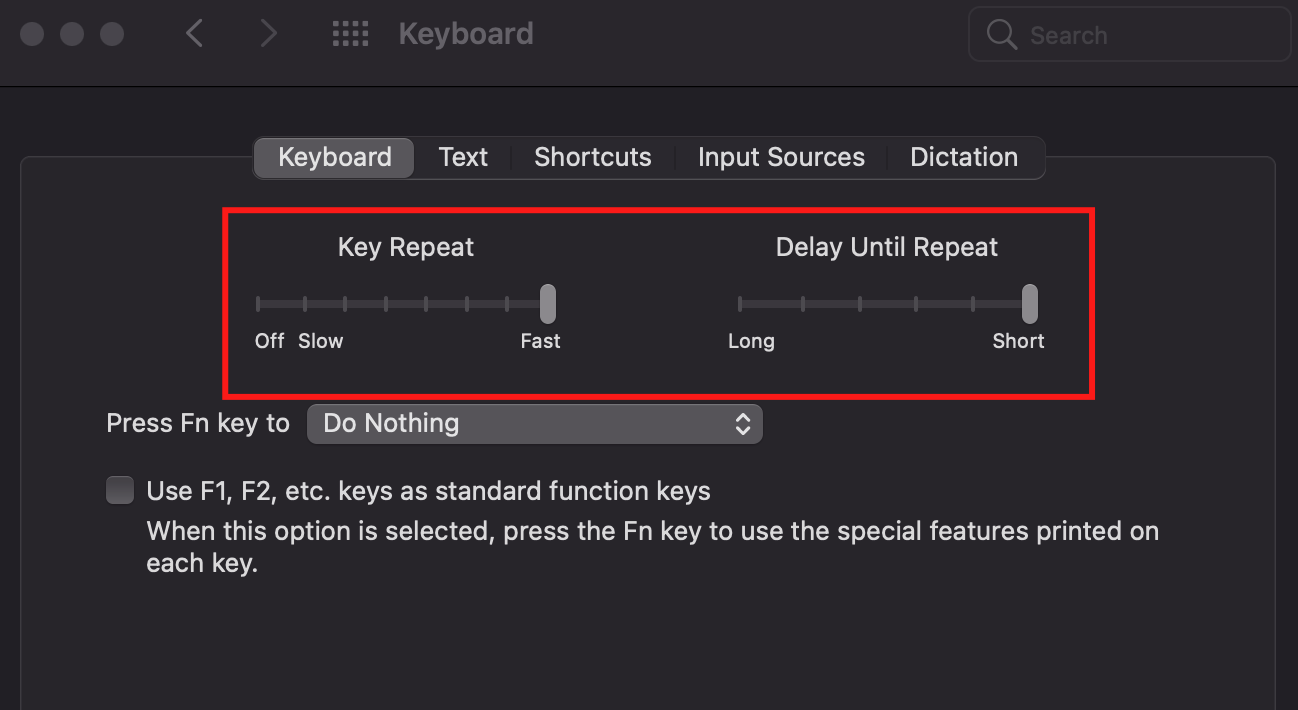 Keyboard
Search
Keyboard Text Shortcuts Input Sources Dictation
Key Repeat Delay Until Repeat
Off Slow Fast Long Short
Press Fn key to Do Nothing
Use F1, F2, etc. keys as standard function keys
When this option is selected, press the Fn key to use the special features printed on
each key.